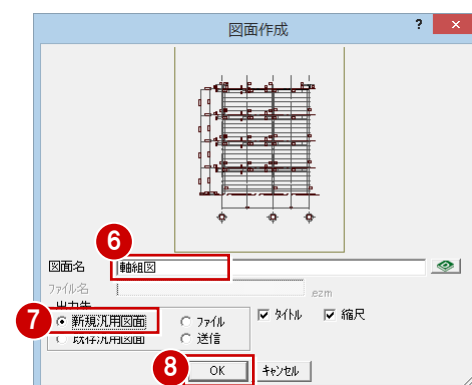 図面作成
?
×
6
図面名 軸組図
ファイル名 .ezm
出力先
7
新規汎用図面 ファイル タイトル 縮尺
既存汎用図面 送信
8
OK キャンセル